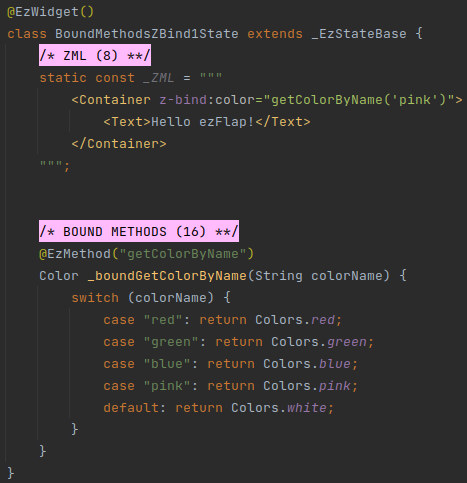 @EzWidget()
class BoundMethodsZBind1State extends _EzStateBase {
    /* ZML (8) **/
    static const _ZML = """
        <Container z-bind:color="getColorByName('pink')">
            <Text>Hello ezFlap!</Text>
        </Container>
    """;
    /* BOUND METHODS (16) **/
    @EzMethod("getColorByName")
    Color _boundGetColorByName(String colorName) {
        switch (colorName) {
            case "red": return Colors.red;
            case "green": return Colors.green;
            case "blue": return Colors.blue;
            case "pink": return Colors.pink;
            default: return Colors.white;
        }
    }
}